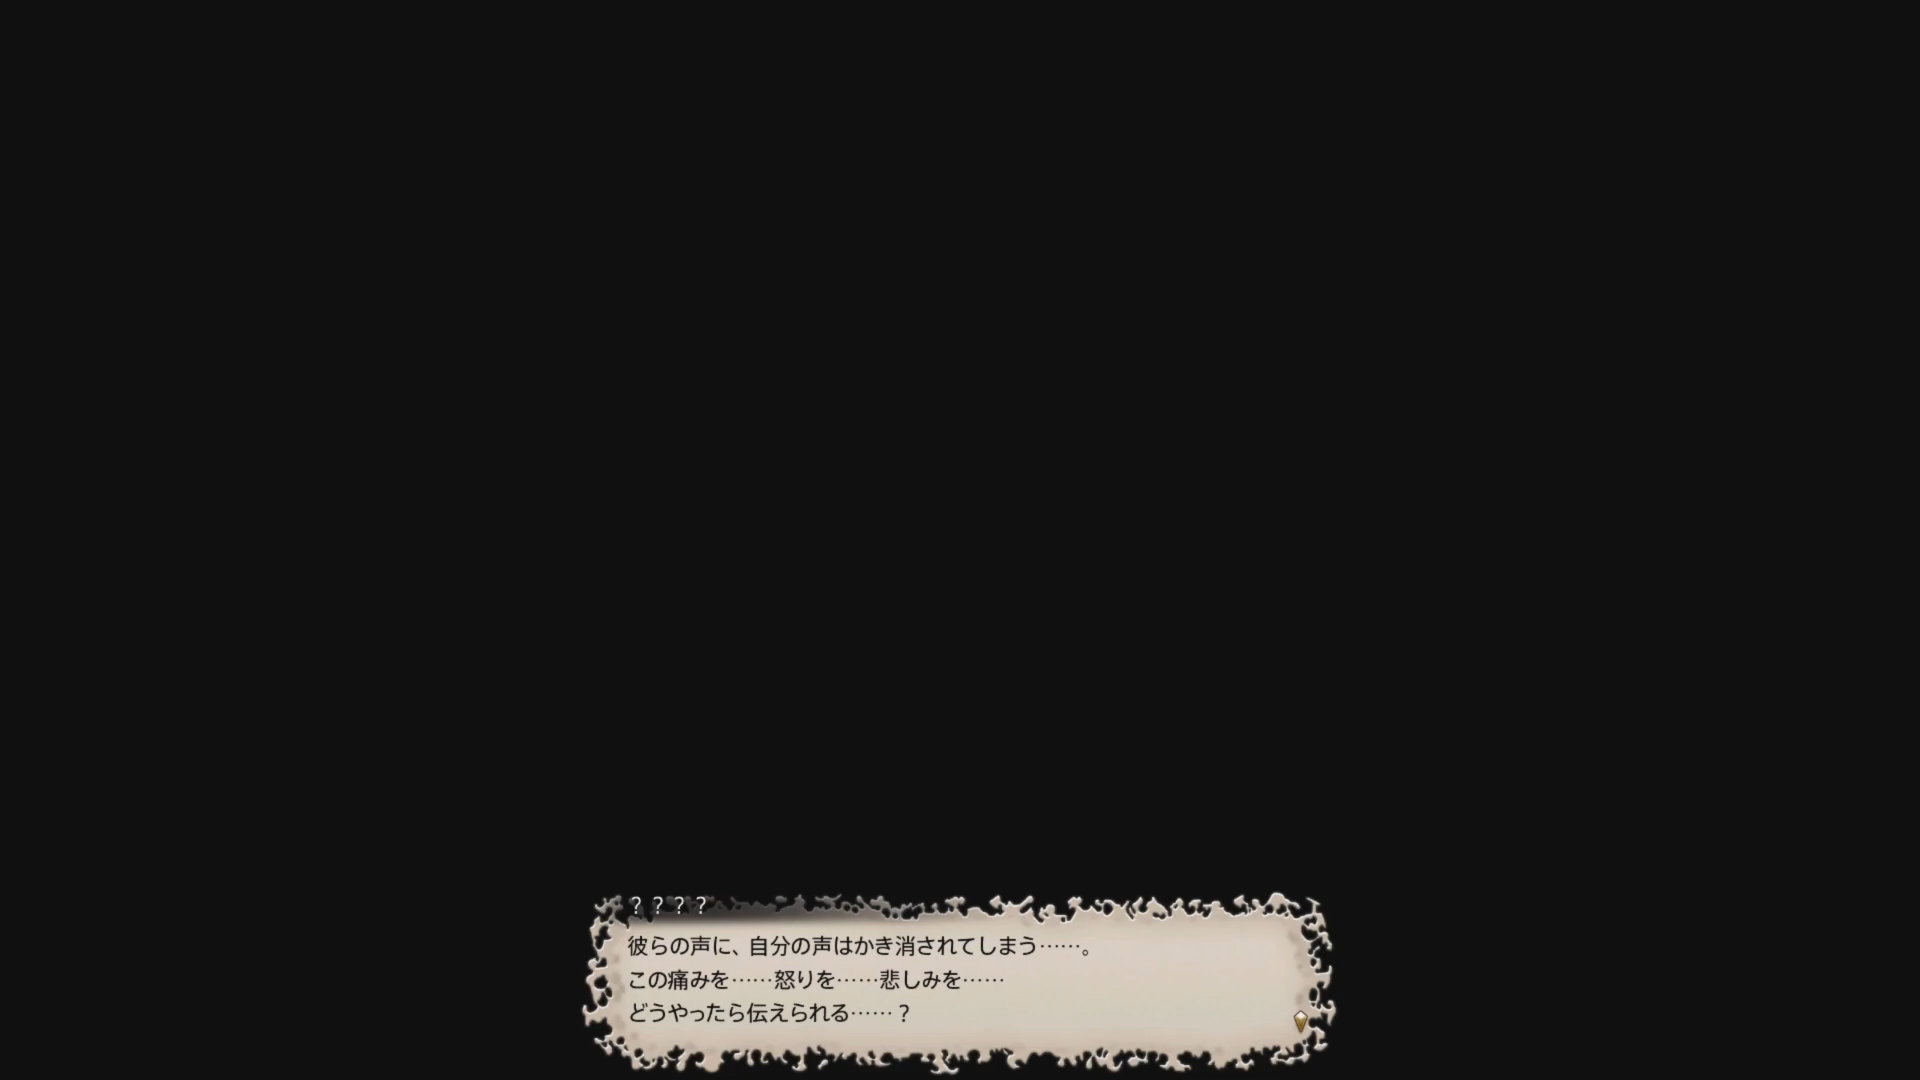 ？？？？
彼らの声に、自分の声はかき消されてしまう……。
この痛みを……怒りを……悲しみを……
どうやったら伝えられる……？